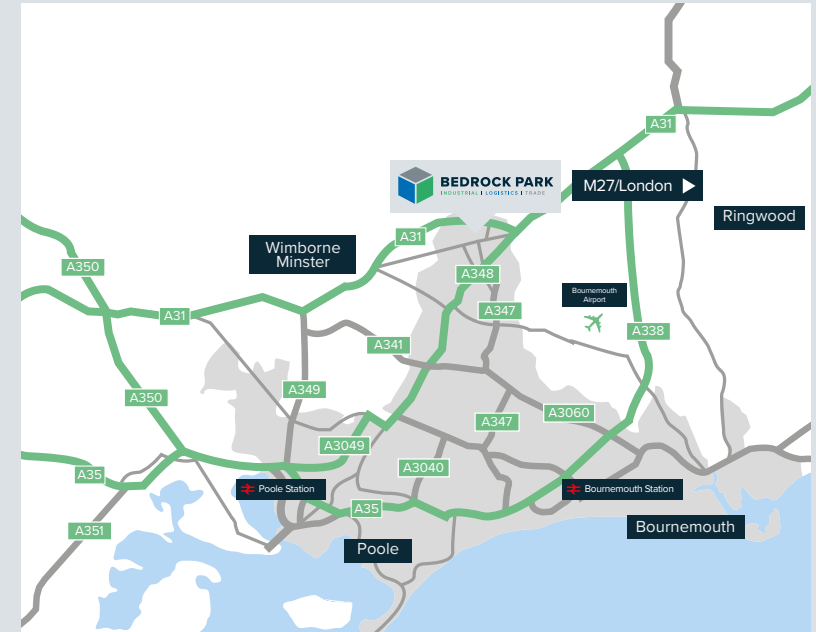 A31
BEDROCK PARK
INDUSTRIAL | LOGISTICS | TRADE
M27/London
Ringwood
A31
Wimborne
Minster
A350
A348
Bournemouth
Airport
A347
A31
A338
A341
A349
A350
A3060
A347
A3049
A3040
A35
Poole Station
Bournemouth Station
A35
A351
Bournemouth
Poole